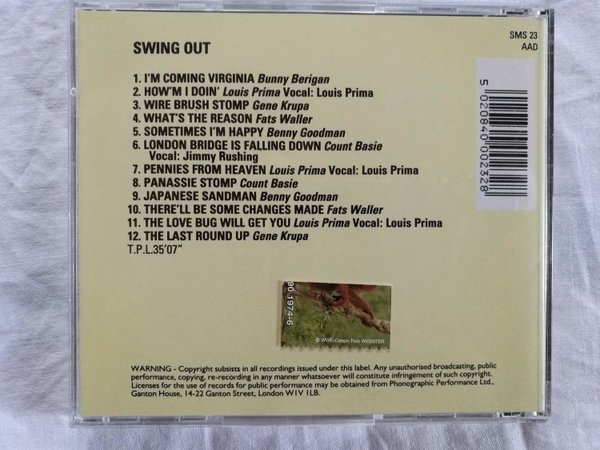 SWING OUT
SMS 23
AAD
1. I'M COMING VIRGINIA Bunny Berigan
2. HOW'M I DOIN' Louis Prima Vocal: Louis Prima
3. WIRE BRUSH STOMP Gene Krupa
4. WHAT'S THE REASON Fats Waller
5. SOMETIMES I'M HAPPY Benny Goodman
6. LONDON BRIDGE IS FALLING DOWN Count Basie
Vocal: Jimmy Rushing
7. PENNIES FROM HEAVEN Louis Prima Vocal: Louis Prima
8. PANASSIE STOMP Count Basie
9. JAPANESE SANDMAN Benny Goodman
10. THERE'LL BE SOME CHANGES MADE Fats Waller
11. THE LOVE BUG WILL GET YOU Louis Prima Vocal: Louis Prima
12. THE LAST ROUND UP Gene Krupa
T.P.L.35'07"
5 020840 002328
90 1974-6
© WWF-Canon/Rob WEBSTER
WARNING - Copyright subsists in all recordings issued under this label. Any unauthorised broadcasting, public
performance, copying, re-recording in any manner whatsoever will constitute infringement of such copyright.
Licenses for the use of records for public performance may be obtained from Phonographic Performance Ltd.,
Ganton House, 14-22 Ganton Street, London W1V 1LB.